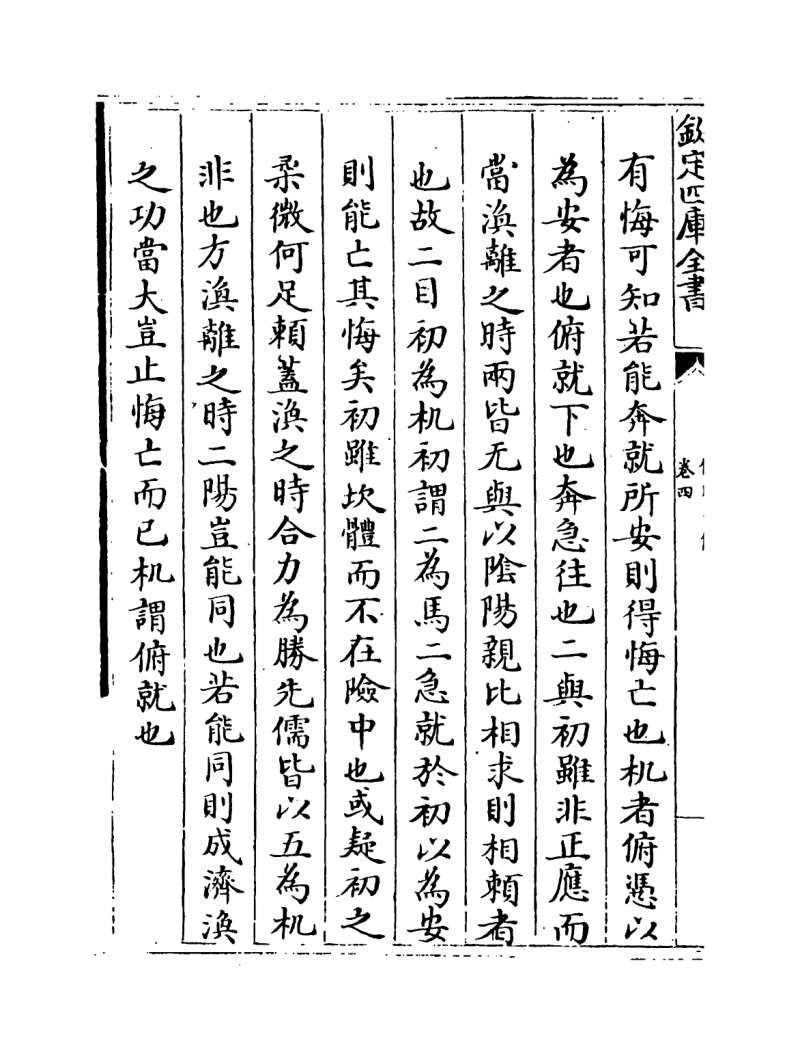 欽定四庫全書
卷四
有悔可知若能奔就所安則得悔亡也机者俯憑以
為安者也俯就下也奔急往也二與初雖非正應而
當渙離之時兩皆无與以陰陽親比相求則相賴者
也故二目初為机初謂二為馬二急就於初以為安
則能亡其悔矣初雖坎體而不在險中也或疑初之
柔微何足賴蓋渙之時合力為勝先儒皆以五為机
非也方渙離之時二陽豈能同也若能同則成濟渙
之功當大豈止悔亡而已机謂俯就也